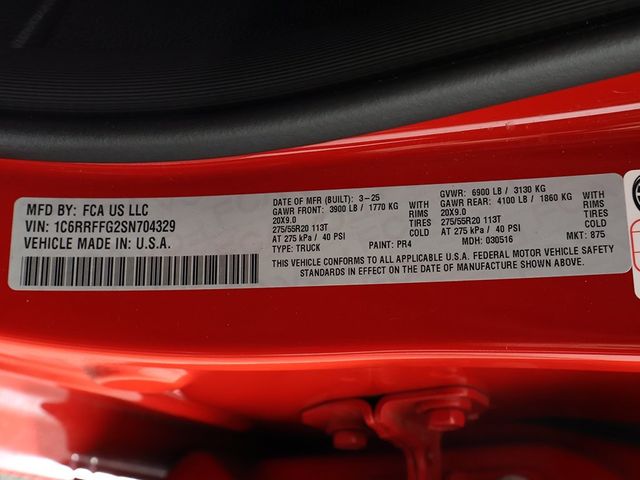 MFD BY: FCA US LLC
VIN: 1C6RRFFG2SN704329
VEHICLE MADE IN U.S.A.
DATE OF MFR (BUILT): 3-25
GAWR FRONT: 3900 LB / 1770 KG WITH
20X9.0 RIMS
275/55R20 113T TIRES
AT 275 kPa / 40 PSI COLD
TYPE: TRUCK PAINT: PR4
GVWR: 6900 LB / 3130 KG
GAWR REAR: 4100 LB / 1860 KG WITH
20X9.0 RIMS
275/55R20 113T TIRES
AT 275 kPa / 40 PSI COLD
MDH: 030516 MKT: 875
THIS VEHICLE CONFORMS TO ALL APPLICABLE U.S.A. FEDERAL MOTOR VEHICLE SAFETY
STANDARDS IN EFFECT ON THE DATE OF MANUFACTURE SHOWN ABOVE.